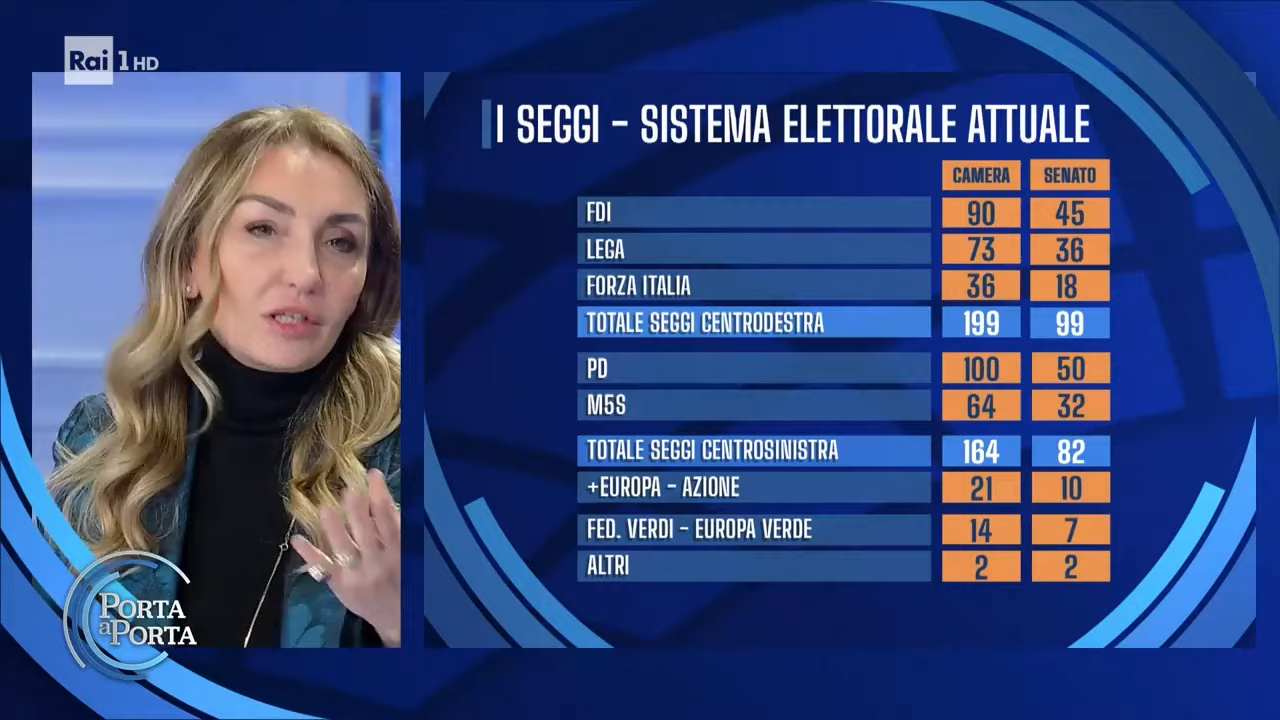 Rai 1 HD
I SEGGI - SISTEMA ELETTORALE ATTUALE
CAMERA SENATO
FDI 90 45
LEGA 73 36
FORZA ITALIA 36 18
TOTALE SEGGI CENTRODESTRA 199 99
PD 100 50
M5S 64 32
TOTALE SEGGI CENTROSINISTRA 164 82
+EUROPA - AZIONE 21 10
FED. VERDI - EUROPA VERDE 14 7
ALTRI 2 2
PORTA
a PORTA